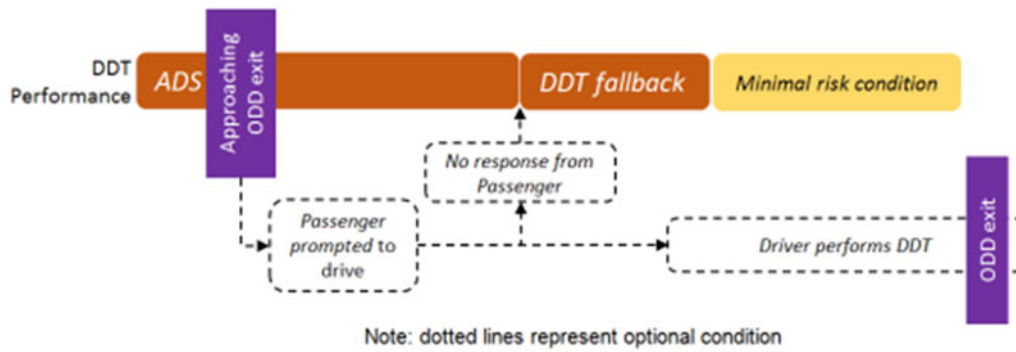 DDT
Performance
ADS
Approaching
ODD exit
DDT fallback
Minimal risk condition
No response from
Passenger
Passenger
prompted to
drive
Driver performs DDT
ODD exit
Note: dotted lines represent optional condition